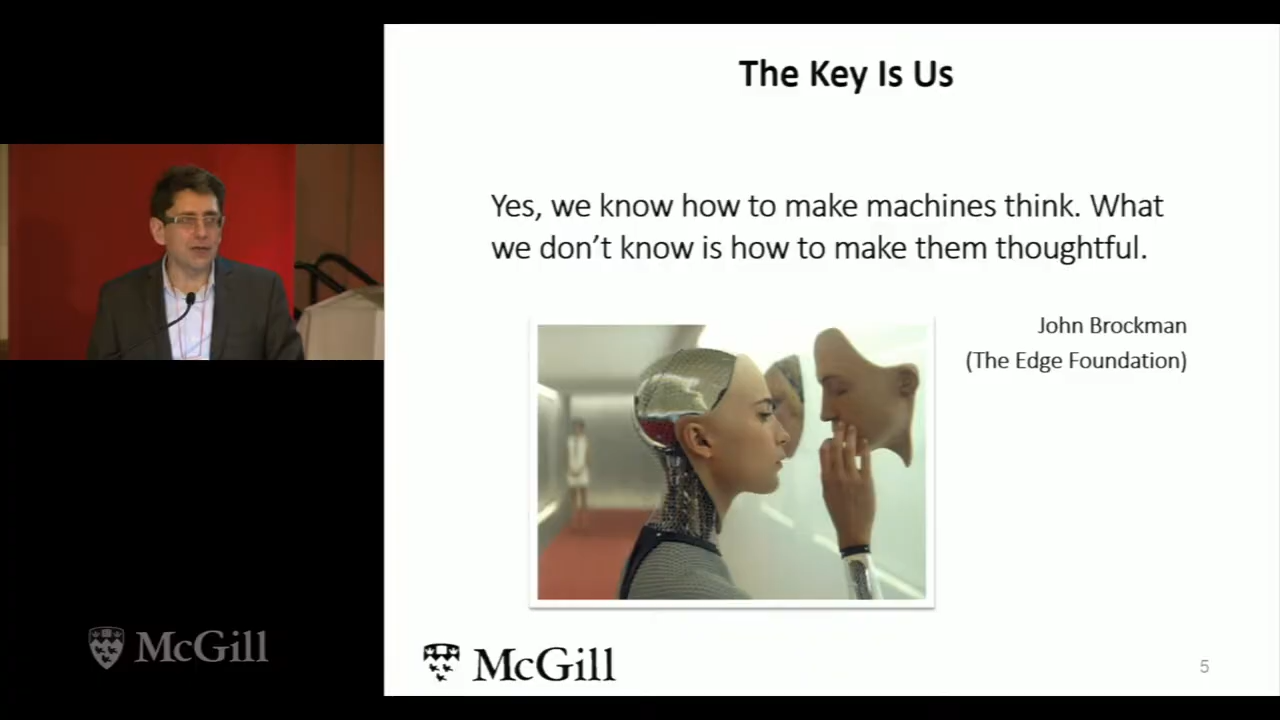 The Key Is Us
Yes, we know how to make machines think. What
we don’t know is how to make them thoughtful.
John Brockman
(The Edge Foundation)
McGill
McGill
5